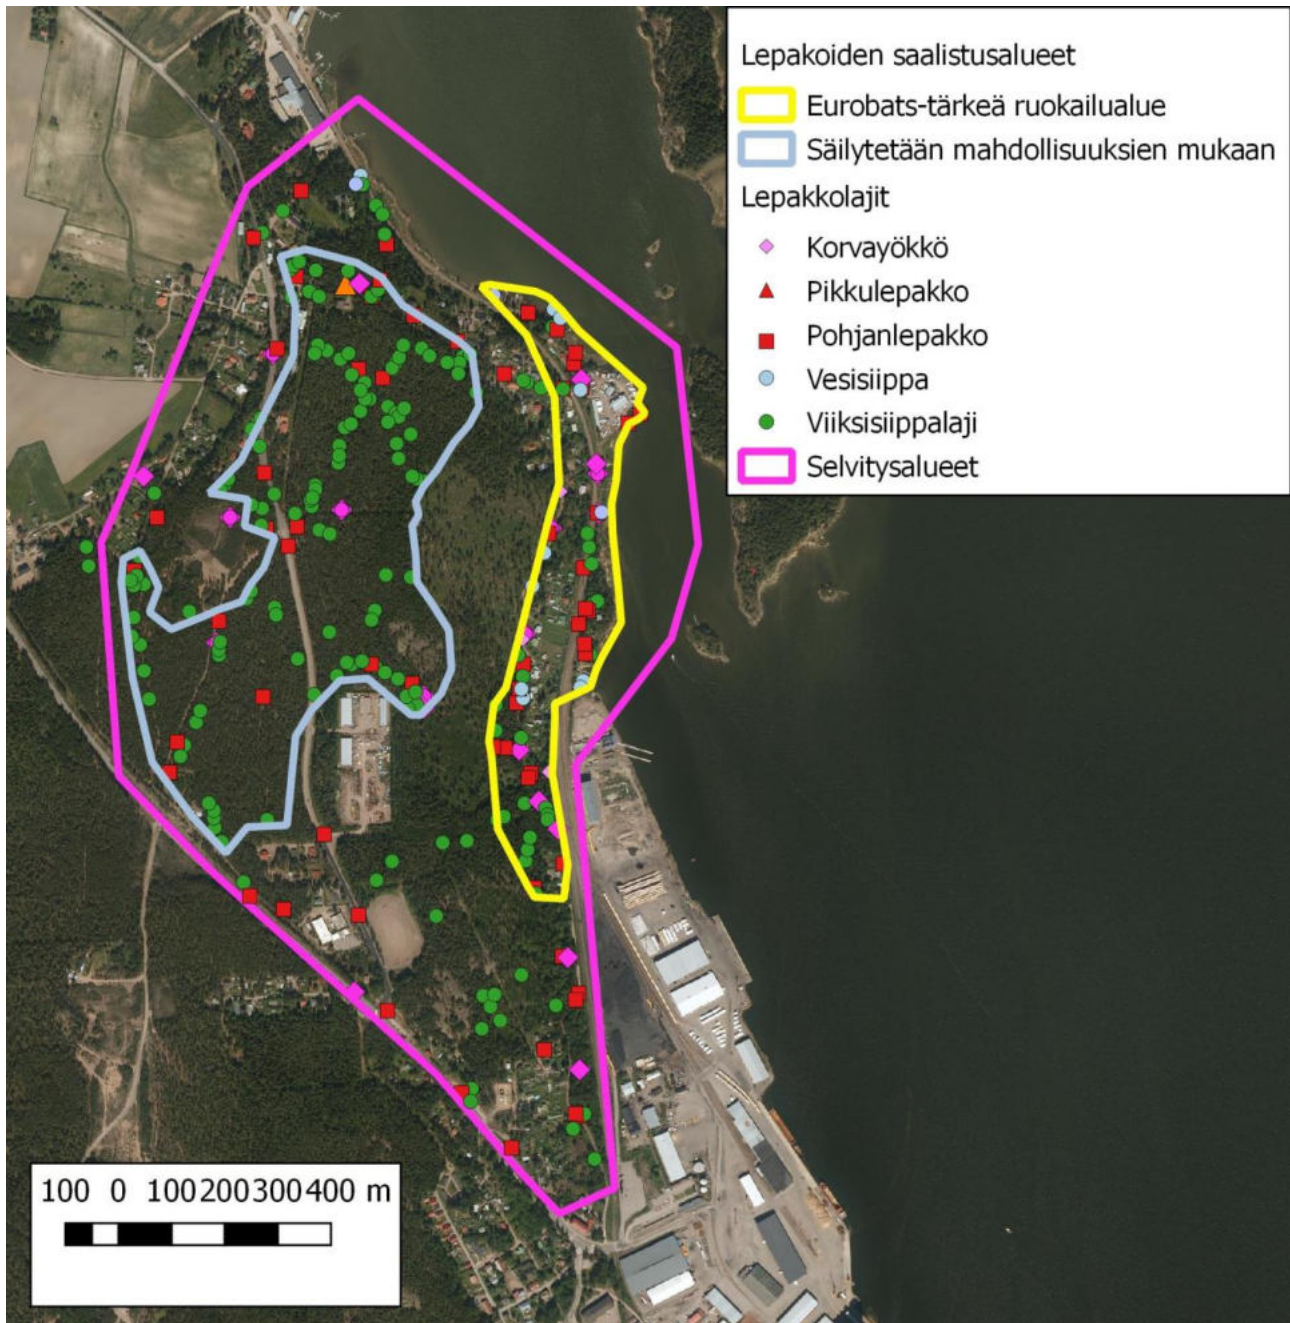 Lepakoiden saalistusalueet
Eurobats-tärkeä ruokailualue
Säilytetään mahdollisuuksien mukaan
Lepakkolajit
Korvayökkö
Pikkulepakko
Pohjanlepakko
Vesisiippa
Viiksisiippalaji
Selvitysalueet
100 0 100 200 300 400 m